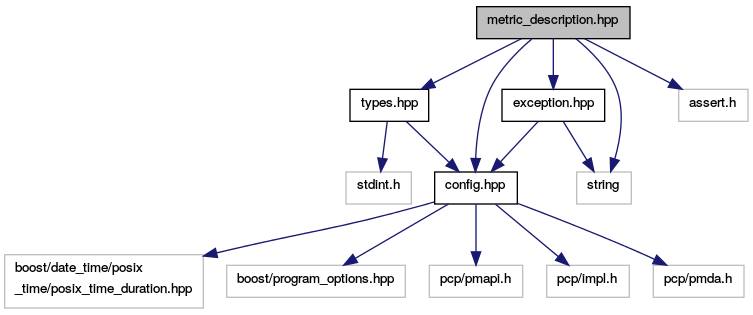 metric_description.hpp
types.hpp
exception.hpp
assert.h
stdint.h
config.hpp
string
boost/date_time/posix
_time/posix_time_duration.hpp
boost/program_options.hpp
pcp/pmapi.h
pcp/impl.h
pcp/pmda.h